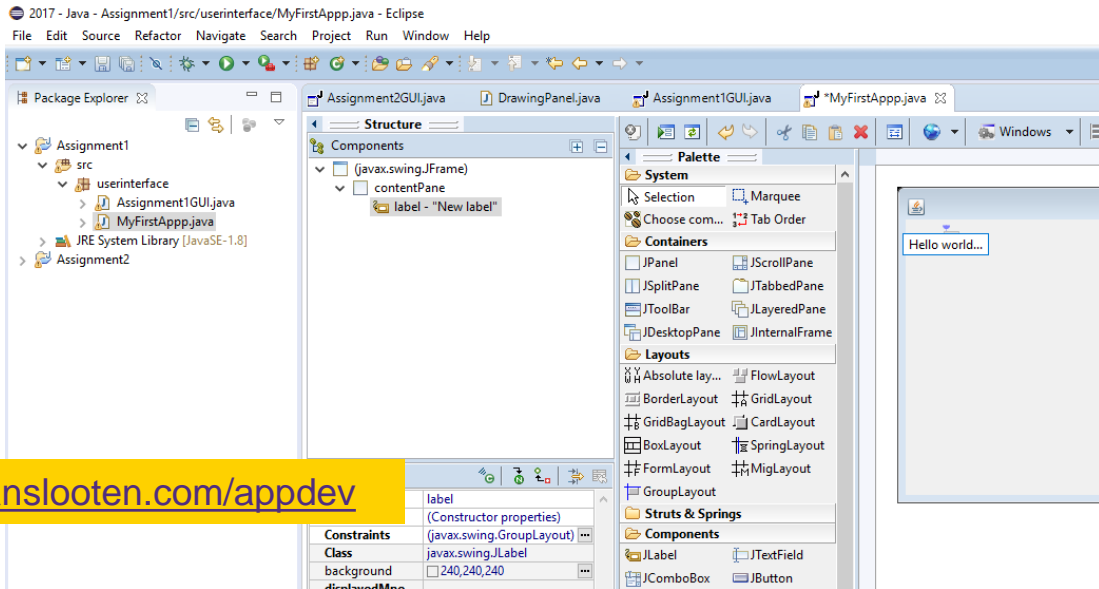 2017 - Java - Assignment1/src/userinterface/MyFirstAppp.java - Eclipse
File Edit Source Refactor Navigate Search Project Run Window Help
Package Explorer
Assignment1
src
userinterface
Assignment1GUI.java
MyFirstAppp.java
JRE System Library [JavaSE-1.8]
Assignment2
Assignment2GUI.java DrawingPanel.java Assignment1GUI.java *MyFirstAppp.java
Structure
Components
(javax.swing.JFrame)
contentPane
label - "New label"
Windows
Palette
System
Selection Marquee
Choose com... Tab Order
Containers
JPanel JScrollPane
JSplitPane JTabbedPane
JToolBar JLayeredPane
JDesktopPane JInternalFrame
Layouts
Absolute lay... FlowLayout
BorderLayout GridLayout
GridBagLayout CardLayout
BoxLayout SpringLayout
FormLayout MigLayout
GroupLayout
Struts & Springs
Components
JLabel JTextField
JComboBox JButton
Hello world...
nslooten.com/appdev
label
(Constructor properties)
Constraints (javax.swing.GroupLayout)
Class javax.swing.JLabel
background 240,240,240